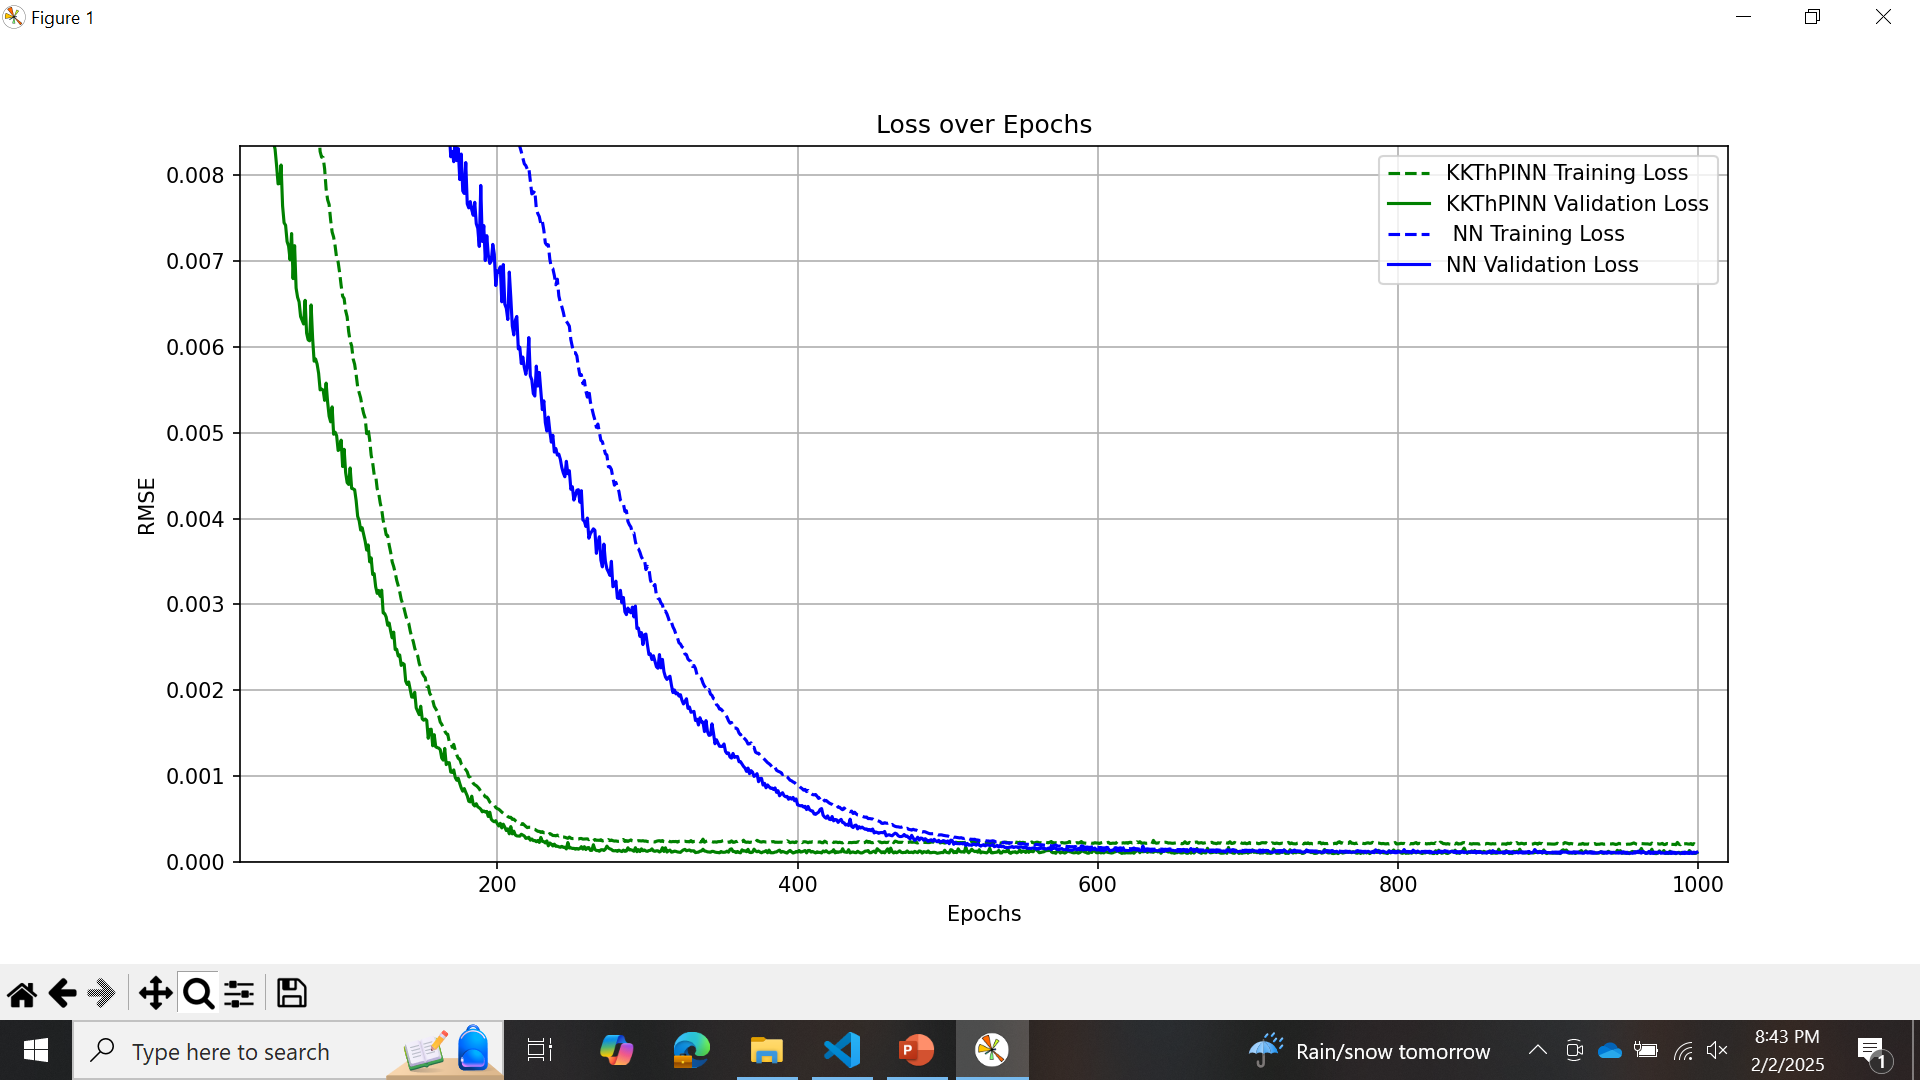 Figure 1
Loss over Epochs
KKThPINN Training Loss
KKThPINN Validation Loss
NN Training Loss
NN Validation Loss
0.008
0.007
0.006
0.005
0.004
0.003
0.002
0.001
0.000
RMSE
200 400 600 800 1000
Epochs
Type here to search
P
Rain/snow tomorrow
8:43 PM
2/2/2025
1